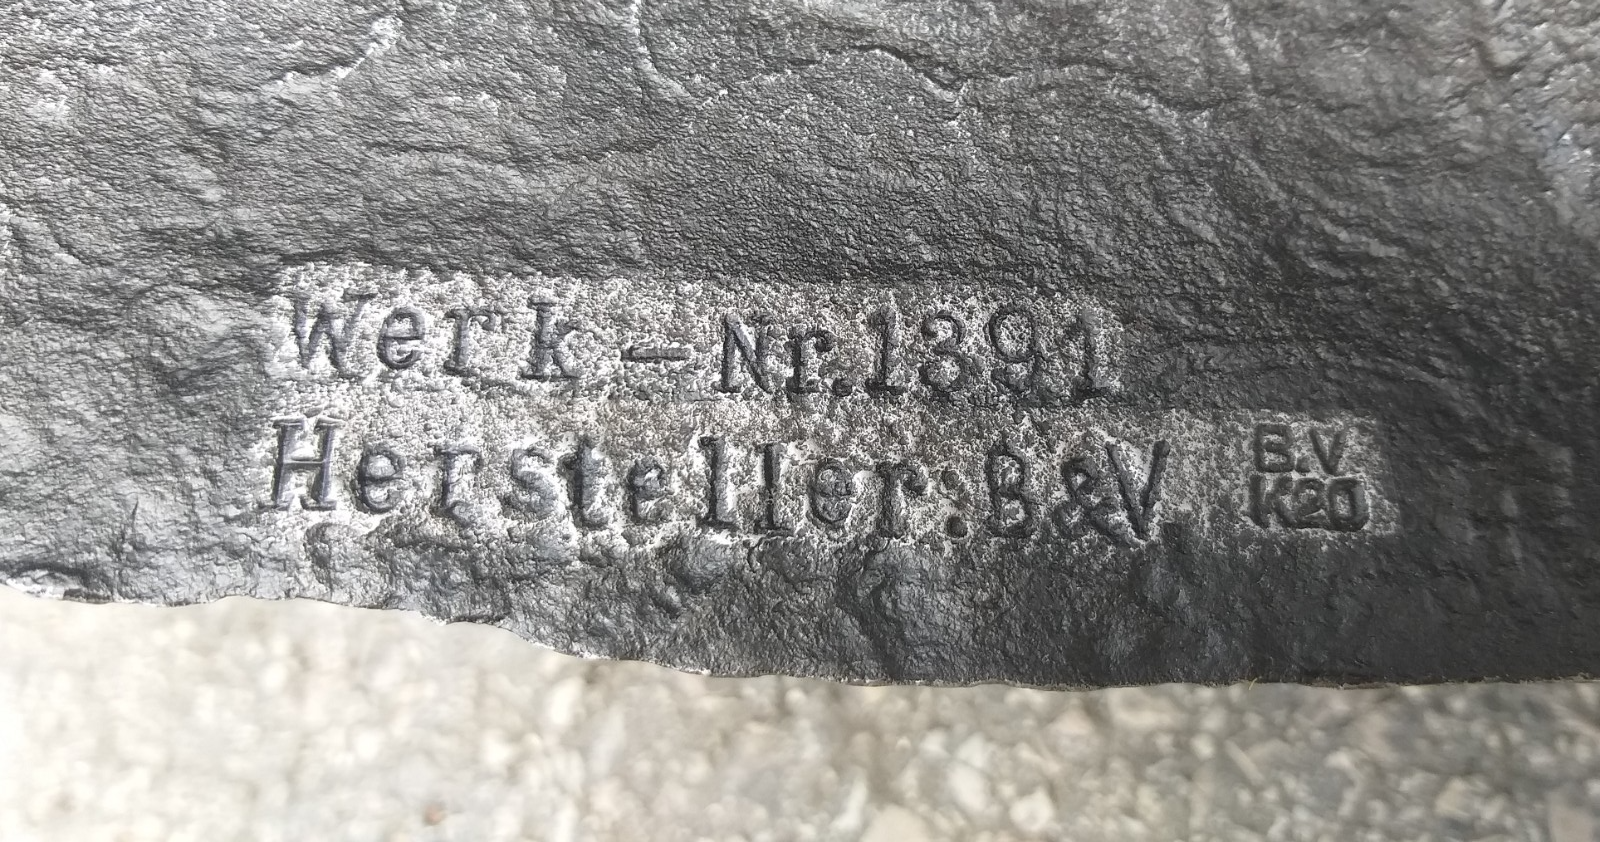 Werk-Nr.1391
Hersteller:B&V.
B.V
K20